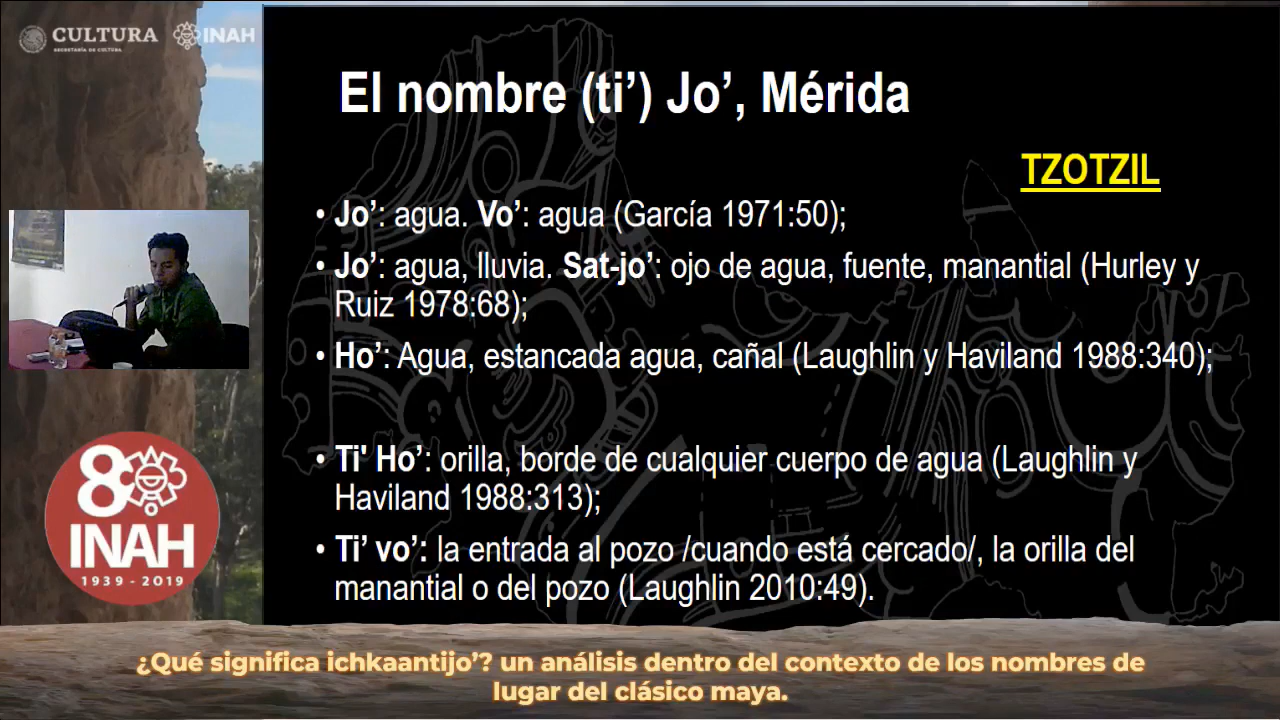 CULTURA
SECRETARÍA DE CULTURA
INAH
El nombre (ti’) Jo’, Mérida
TZOTZIL
• Jo’: agua. Vo’: agua (García 1971:50);
• Jo’: agua, lluvia. Sat-jo’: ojo de agua, fuente, manantial (Hurley y
Ruiz 1978:68);
• Ho’: Agua, estancada agua, cañal (Laughlin y Haviland 1988:340);
• Ti' Ho’: orilla, borde de cualquier cuerpo de agua (Laughlin y
Haviland 1988:313);
• Ti’ vo’: la entrada al pozo /cuando está cercado/, la orilla del
manantial o del pozo (Laughlin 2010:49).
80
INAH
1939 - 2019
¿Qué significa ichkaantijo’? un análisis dentro del contexto de los nombres de
lugar del clásico maya.